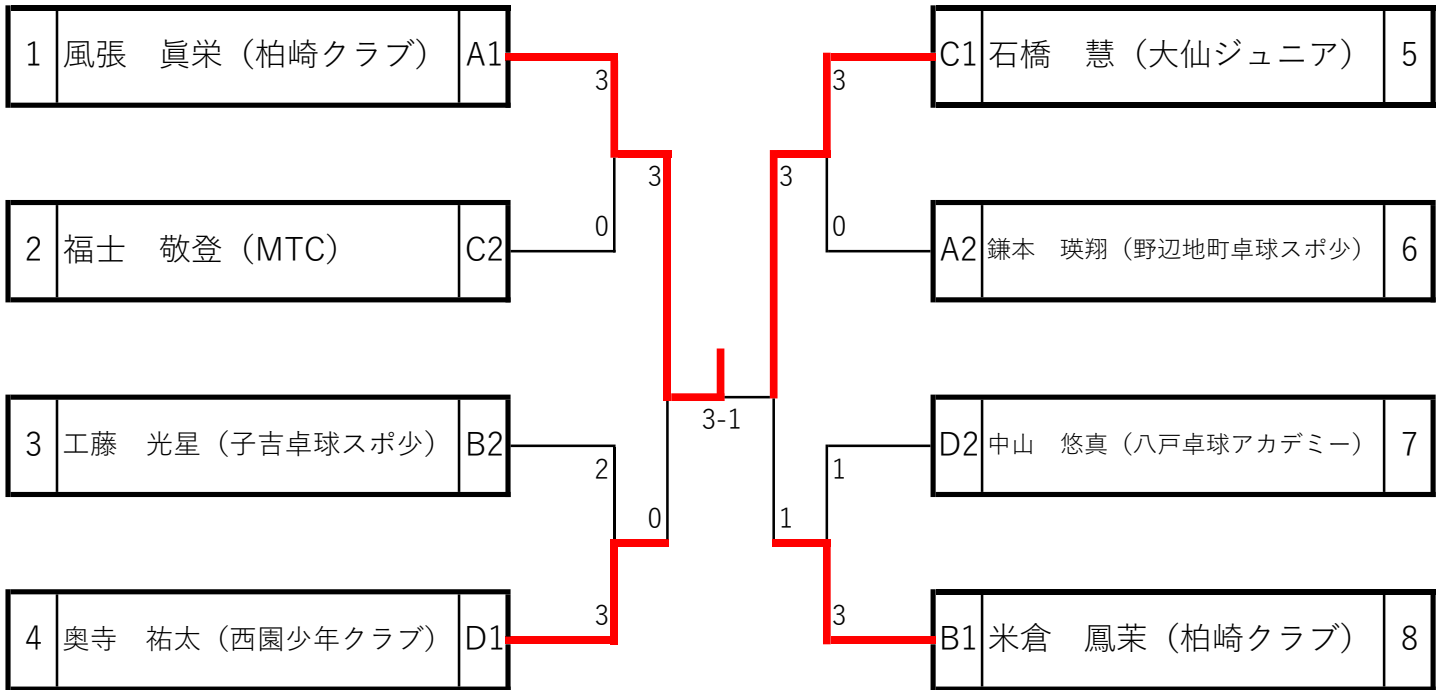 1 風張　眞栄（柏崎クラブ） A1
3
0
2 福士　敬登（MTC） C2
3
3 工藤　光星（子吉卓球スポ少） B2
2
3
4 奥寺　祐太（西園少年クラブ） D1
0
3-1
C1 石橋　慧（大仙ジュニア） 5
3
0
A2 鎌本　瑛翔（野辺地町卓球スポ少） 6
3
D2 中山　悠真（八戸卓球アカデミー） 7
1
3
B1 米倉　鳳茉（柏崎クラブ） 8
1